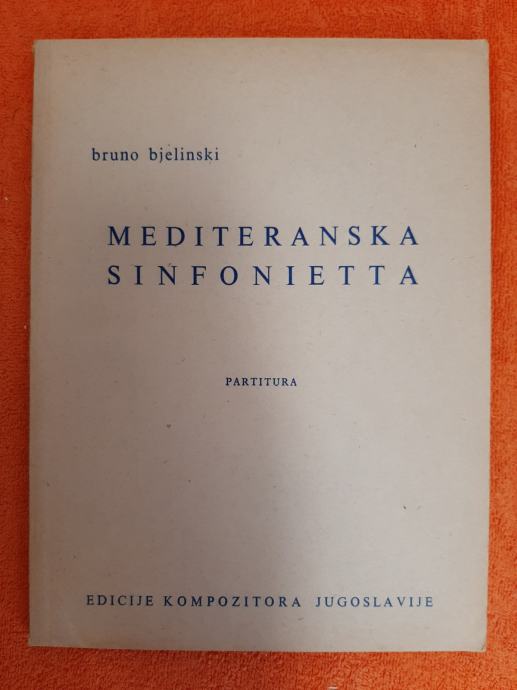 bruno bjelinski
MEDITERANSKA
SINFONIETTA
PARTITURA
EDICIJE KOMPOZITORA JUGOSLAVIJE